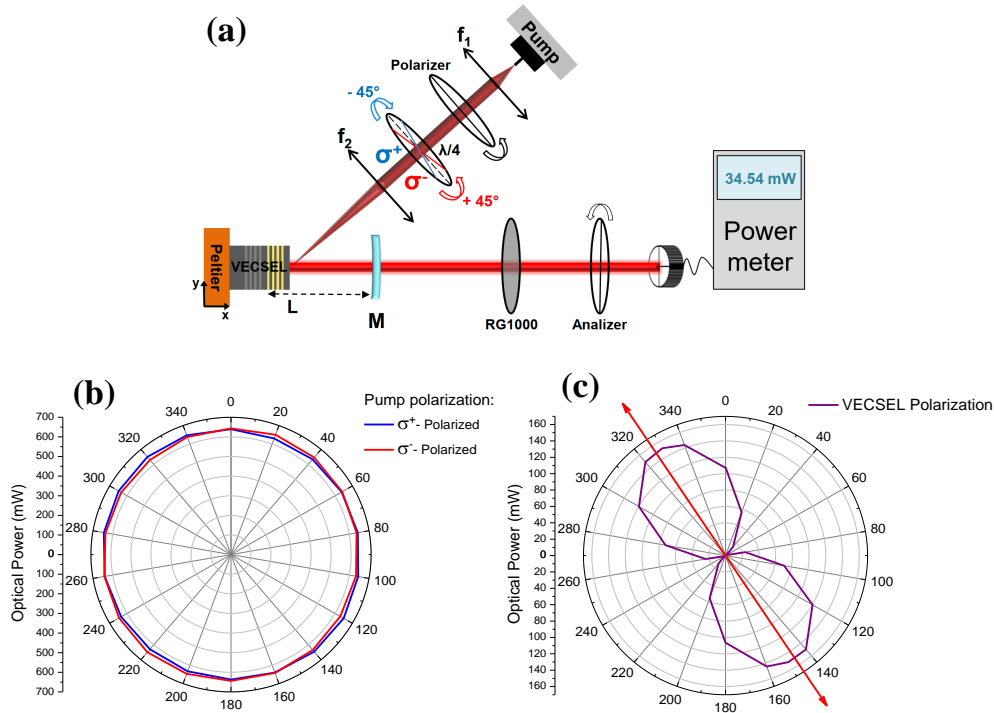 (a)
Pump
f1
Polarizer
- 45°
f2
λ/4
σ+
σ-
+ 45°
34.54 mW
Power
meter
Peltier
VECSEL
y
x
L
M
RG1000
Analizer
(b)
Pump polarization:
σ+- Polarized
σ-- Polarized
Optical Power (mW)
700
600
500
400
300
200
100
0
100
200
300
400
500
600
700
0
20
40
60
80
100
120
140
160
180
200
220
240
260
280
300
320
340
(c)
VECSEL Polarization
Optical Power (mW)
160
140
120
100
80
60
40
20
0
20
40
60
80
100
120
140
160
0
20
40
60
80
100
120
140
160
180
200
220
240
260
280
300
320
340